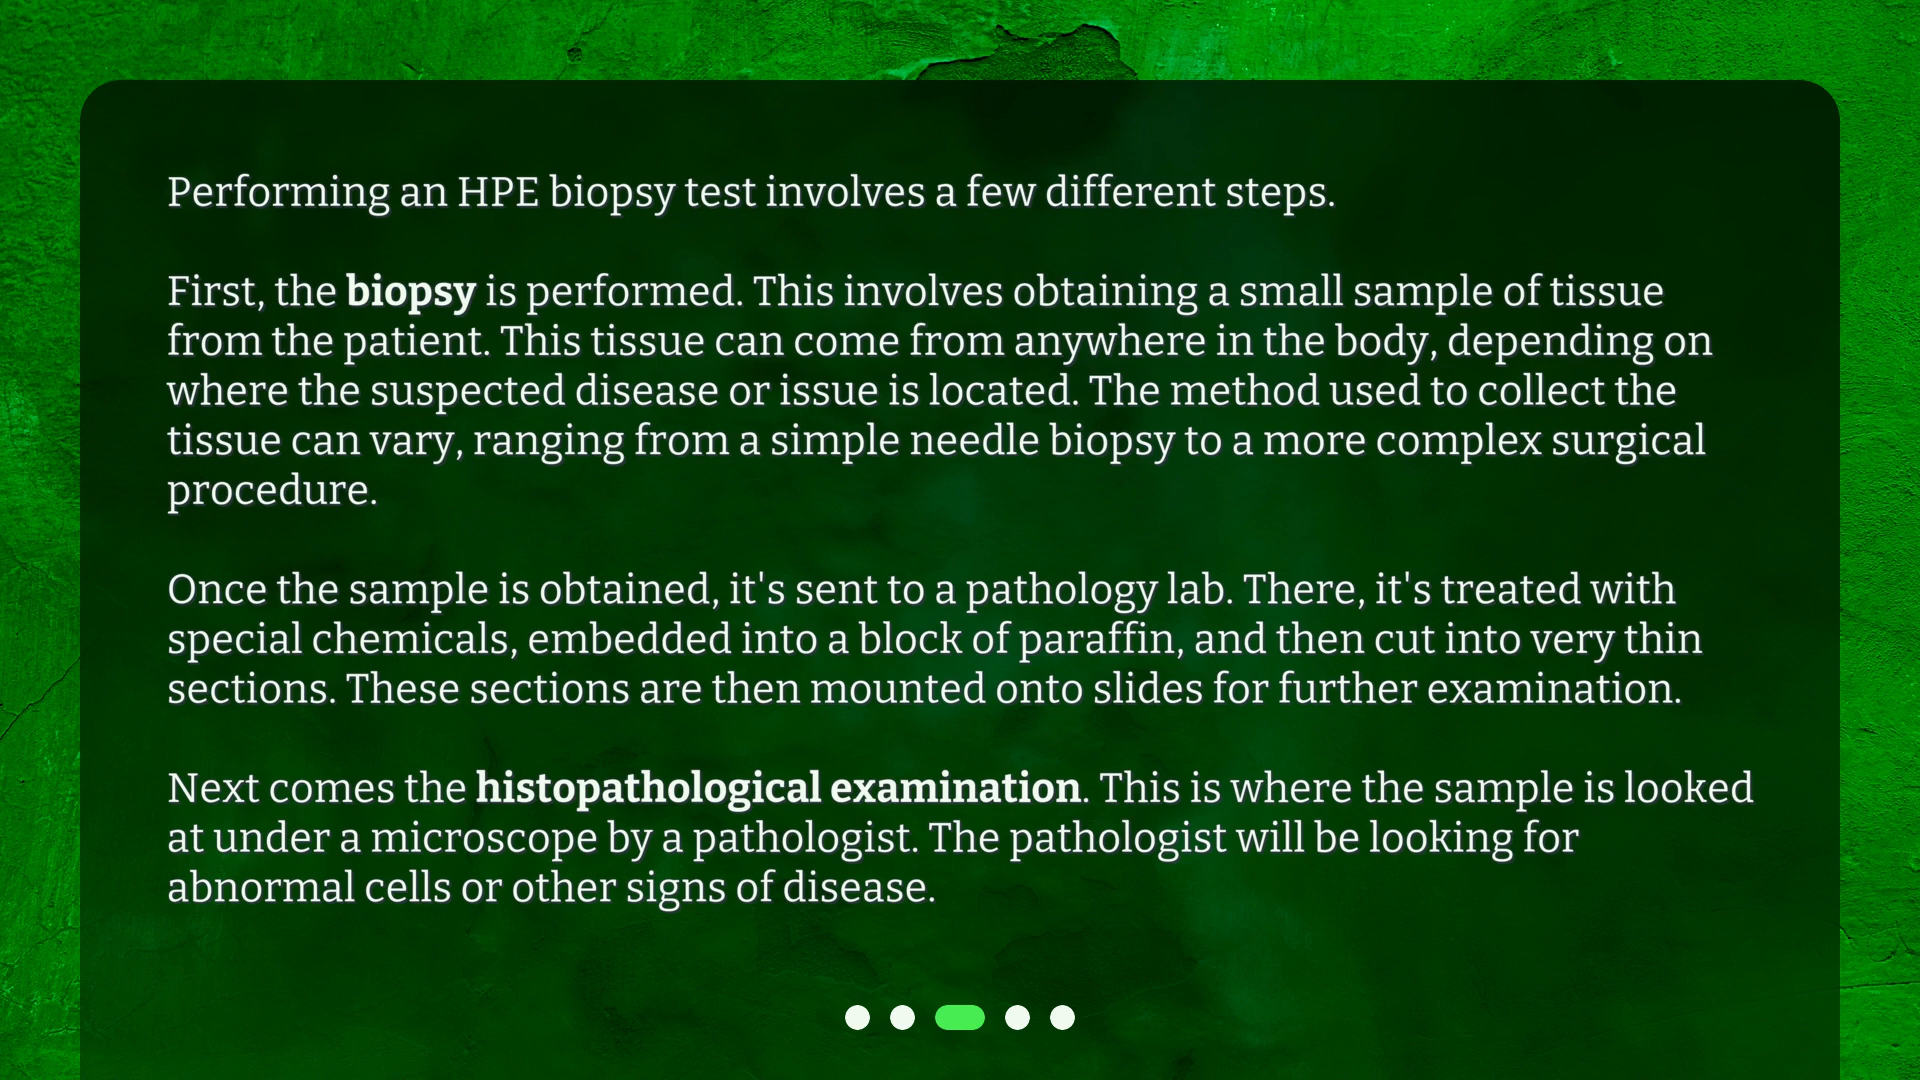 Performing an HPE biopsy test involves a few different steps.
First, the biopsy is performed. This involves obtaining a small sample of tissue
from the patient. This tissue can come from anywhere in the body, depending on
where the suspected disease or issue is located. The method used to collect the
tissue can vary, ranging from a simple needle biopsy to a more complex surgical
procedure.
Once the sample is obtained, it's sent to a pathology lab. There, it's treated with
special chemicals, embedded into a block of paraffin, and then cut into very thin
sections. These sections are then mounted onto slides for further examination.
Next comes the histopathological examination. This is where the sample is looked
at under a microscope by a pathologist. The pathologist will be looking for
abnormal cells or other signs of disease.